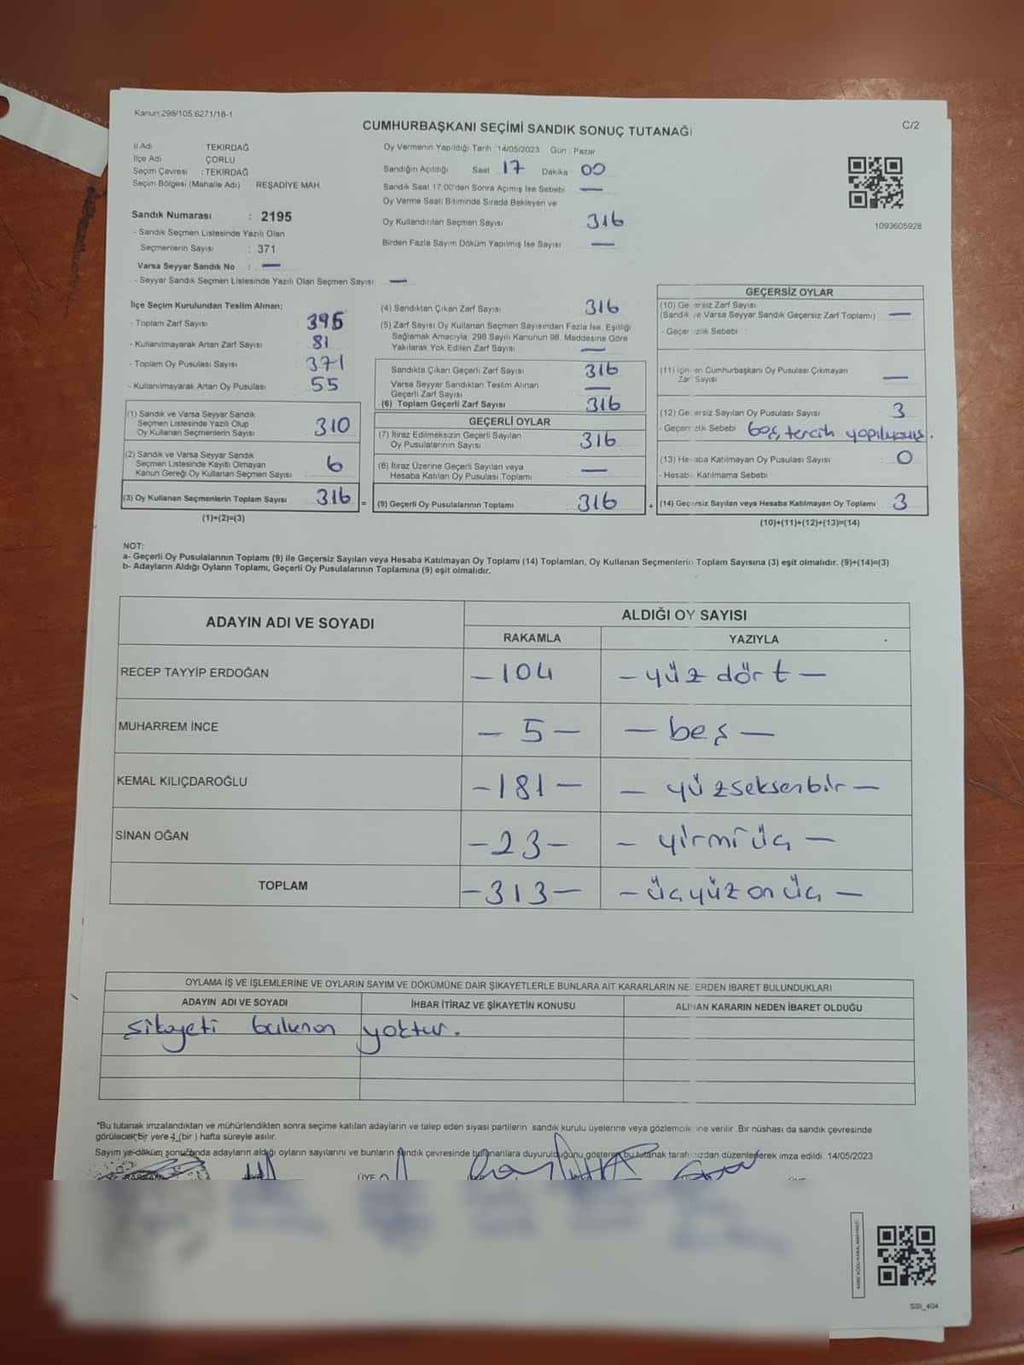 Kanun:298/105 6271/18-1
CUMHURBAŞKANI SEÇİMİ SANDIK SONUÇ TUTANAĞI
C/2
İl Adı TEKİRDAĞ
İlçe Adı ÇORLU
Seçim Çevresi : TEKİRDAĞ
Seçim Bölgesi (Mahalle Adı) REŞADİYE MAH.
Sandık Numarası : 2195
- Sandık Seçmen Listesinde Yazılı Olan
Seçmenlerin Sayısı : 371
Varsa Seyyar Sandık No : —
- Seyyar Sandık Seçmen Listesinde Yazılı Olan Seçmen Sayısı —
Oy Vermenin Yapıldığı Tarih :14/05/2023 Gün : Pazar
Sandığın Açıldığı Saat 17 Dakika 00
Sandık Saat 17:00'den Sonra Açımış İse Sebebi —
Oy Verme Saati Bitiminde Sırada Bekleyen ve
Oy Kullandırılan Seçmen Sayısı 316
Birden Fazla Sayım Döküm Yapılmış İse Sayısı —
1093605928
İlçe Seçim Kurulundan Teslim Alınan;
- Toplam Zarf Sayısı 395
- Kullanılmayarak Artan Zarf Sayısı 81
- Toplam Oy Pusulası Sayısı 371
- Kullanılmayarak Artan Oy Pusulası 55
(1) Sandık ve Varsa Seyyar Sandık
Seçmen Listesinde Yazılı Olup
Oy Kullanan Seçmenlerin Sayısı 310
(2) Sandık ve Varsa Seyyar Sandık
Seçmen Listesinde Kayıtlı Olmayan
Kanun Gereği Oy Kullanan Seçmen Sayısı 6
(3) Oy Kullanan Seçmenlerin Toplam Sayısı 316 =
(1)+(2)=(3)
(4) Sandıktan Çıkan Zarf Sayısı 316
(5) Zarf Sayısı Oy Kullanan Seçmen Sayısından Fazla İse, Eşitliği
Sağlamak Amacıyla; 298 Sayılı Kanunun 98. Maddesine Göre
Yakılarak Yok Edilen Zarf Sayısı —
Sandıkta Çıkan Geçerli Zarf Sayısı 316
Varsa Seyyar Sandıktan Teslim Alınan
Geçerli Zarf Sayısı —
(6) Toplam Geçerli Zarf Sayısı 316
GEÇERLİ OYLAR
(7) İtiraz Edilmeksizin Geçerli Sayılan
Oy Pusulalarının Sayısı 316
(8) İtiraz Üzerine Geçerli Sayılan veya
Hesaba Katılan Oy Pusulaları Toplamı —
(9) Geçerli Oy Pusulalarının Toplamı 316 +
GEÇERSİZ OYLAR
(10) Geçersiz Zarf Sayısı
(Sandık ve Varsa Seyyar Sandık Geçersiz Zarf Toplamı) —
- Geçersizlik Sebebi
(11) İçinden Cumhurbaşkanı Oy Pusulası Çıkmayan
Zarf Sayısı —
(12) Geçersiz Sayılan Oy Pusulası Sayısı 3
- Geçersizlik Sebebi boş, tercih yapılmamış.
(13) Hesaba Katılmayan Oy Pusulası Sayısı 0
- Hesaba Katılmama Sebebi
(14) Geçersiz Sayılan veya Hesaba Katılmayan Oy Toplamı 3
(10)+(11)+(12)+(13)=(14)
NOT:
a- Geçerli Oy Pusulalarının Toplamı (9) ile Geçersiz Sayılan veya Hesaba Katılmayan Oy Toplamı (14) Toplamları, Oy Kullanan Seçmenlerin Toplam Sayısına (3) eşit olmalıdır. (9)+(14)=(3)
b- Adayların Aldığı Oyların Toplamı, Geçerli Oy Pusulalarının Toplamına (9) eşit olmalıdır.
ADAYIN ADI VE SOYADI
ALDIĞI OY SAYISI
RAKAMLA YAZIYLA
RECEP TAYYİP ERDOĞAN — 104 — yüz dört —
MUHARREM İNCE — 5 — — beş —
KEMAL KILIÇDAROĞLU — 181 — — yüzseksenbir —
SİNAN OĞAN — 23 — — yirmiüç —
TOPLAM — 313 — — üçyüz onüç —
OYLAMA İŞ VE İŞLEMLERİNE VE OYLARIN SAYIM VE DÖKÜMÜNE DAİR ŞİKAYETLERLE BUNLARA AİT KARARLARIN NELERDEN İBARET BULUNDUKLARI
ADAYIN ADI VE SOYADI İHBAR İTİRAZ VE ŞİKAYETİN KONUSU ALINAN KARARIN NEDEN İBARET OLDUĞU
şikayeti bulunan yoktur.
*Bu tutanak imzalandıktan ve mühürlendikten sonra seçime katılan adayların ve talep eden siyasi partilerin sandık kurulu üyelerine veya gözlemcilerine verilir. Bir nüshası da sandık çevresinde
görülecek bir yere 1 (bir ) hafta süreyle asılır.
Sayım ve döküm sonucunda adayların aldığı oyların sayılarını ve bunların sandık çevresinde bulunanlara duyurulduğunu gösteren bu tutanak tarafımızdan düzenlenerek imza edildi. 14/05/2023
SSI_404